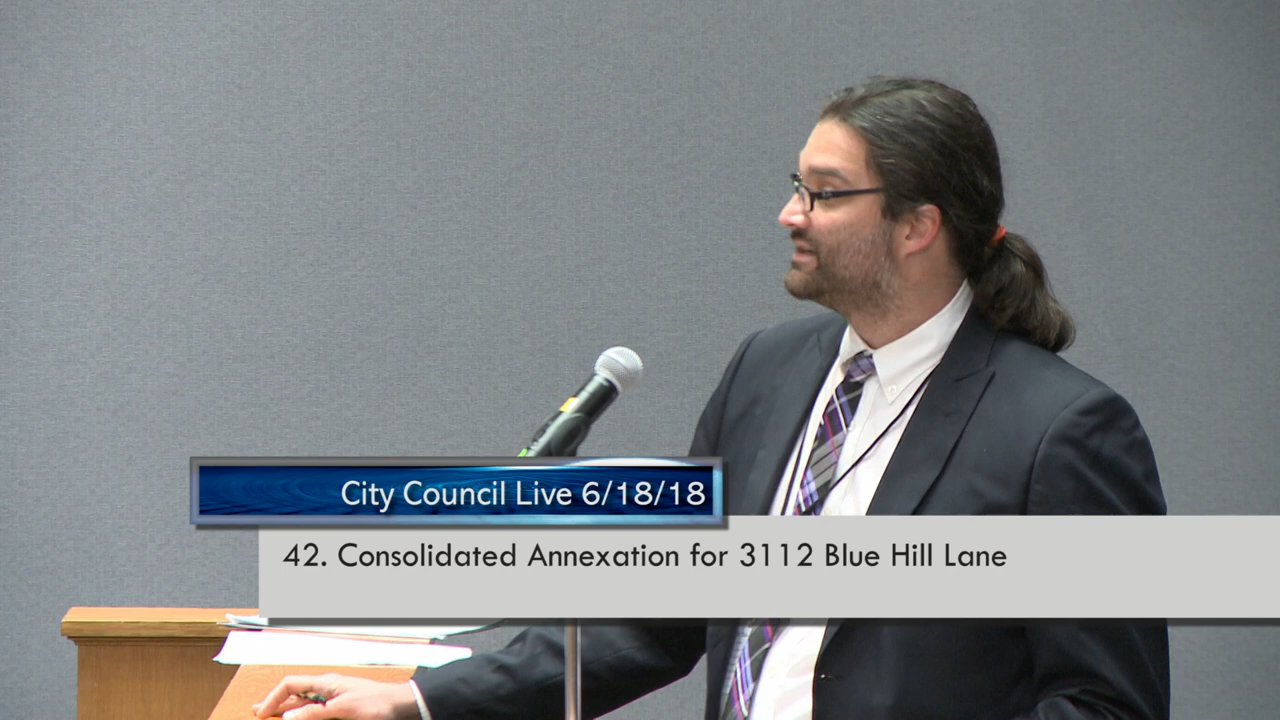 City Council Live 6/18/18
42. Consolidated Annexation for 3112 Blue Hill Lane